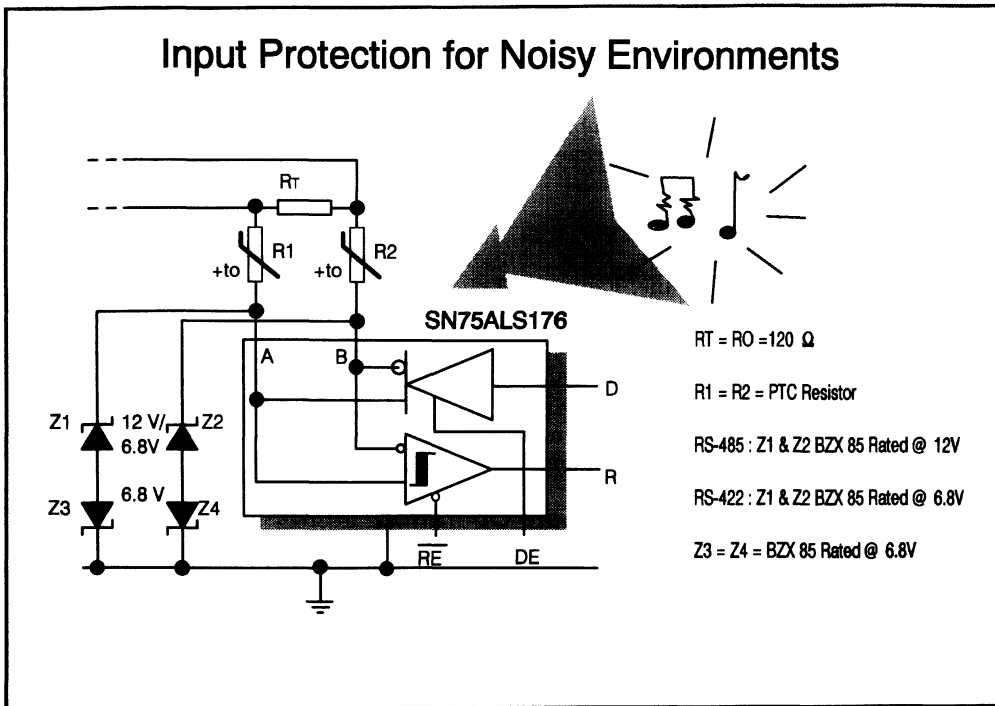 Input Protection for Noisy Environments
RT
R1
R2
+to
+to
SN75ALS176
A
B
D
R
RE
DE
Z1
12 V/
6.8V
Z2
Z3
6.8 V
Z4
RT = RO =120 Ω
R1 = R2 = PTC Resistor
RS-485 : Z1 & Z2 BZX 85 Rated @ 12V
RS-422 : Z1 & Z2 BZX 85 Rated @ 6.8V
Z3 = Z4 = BZX 85 Rated @ 6.8V